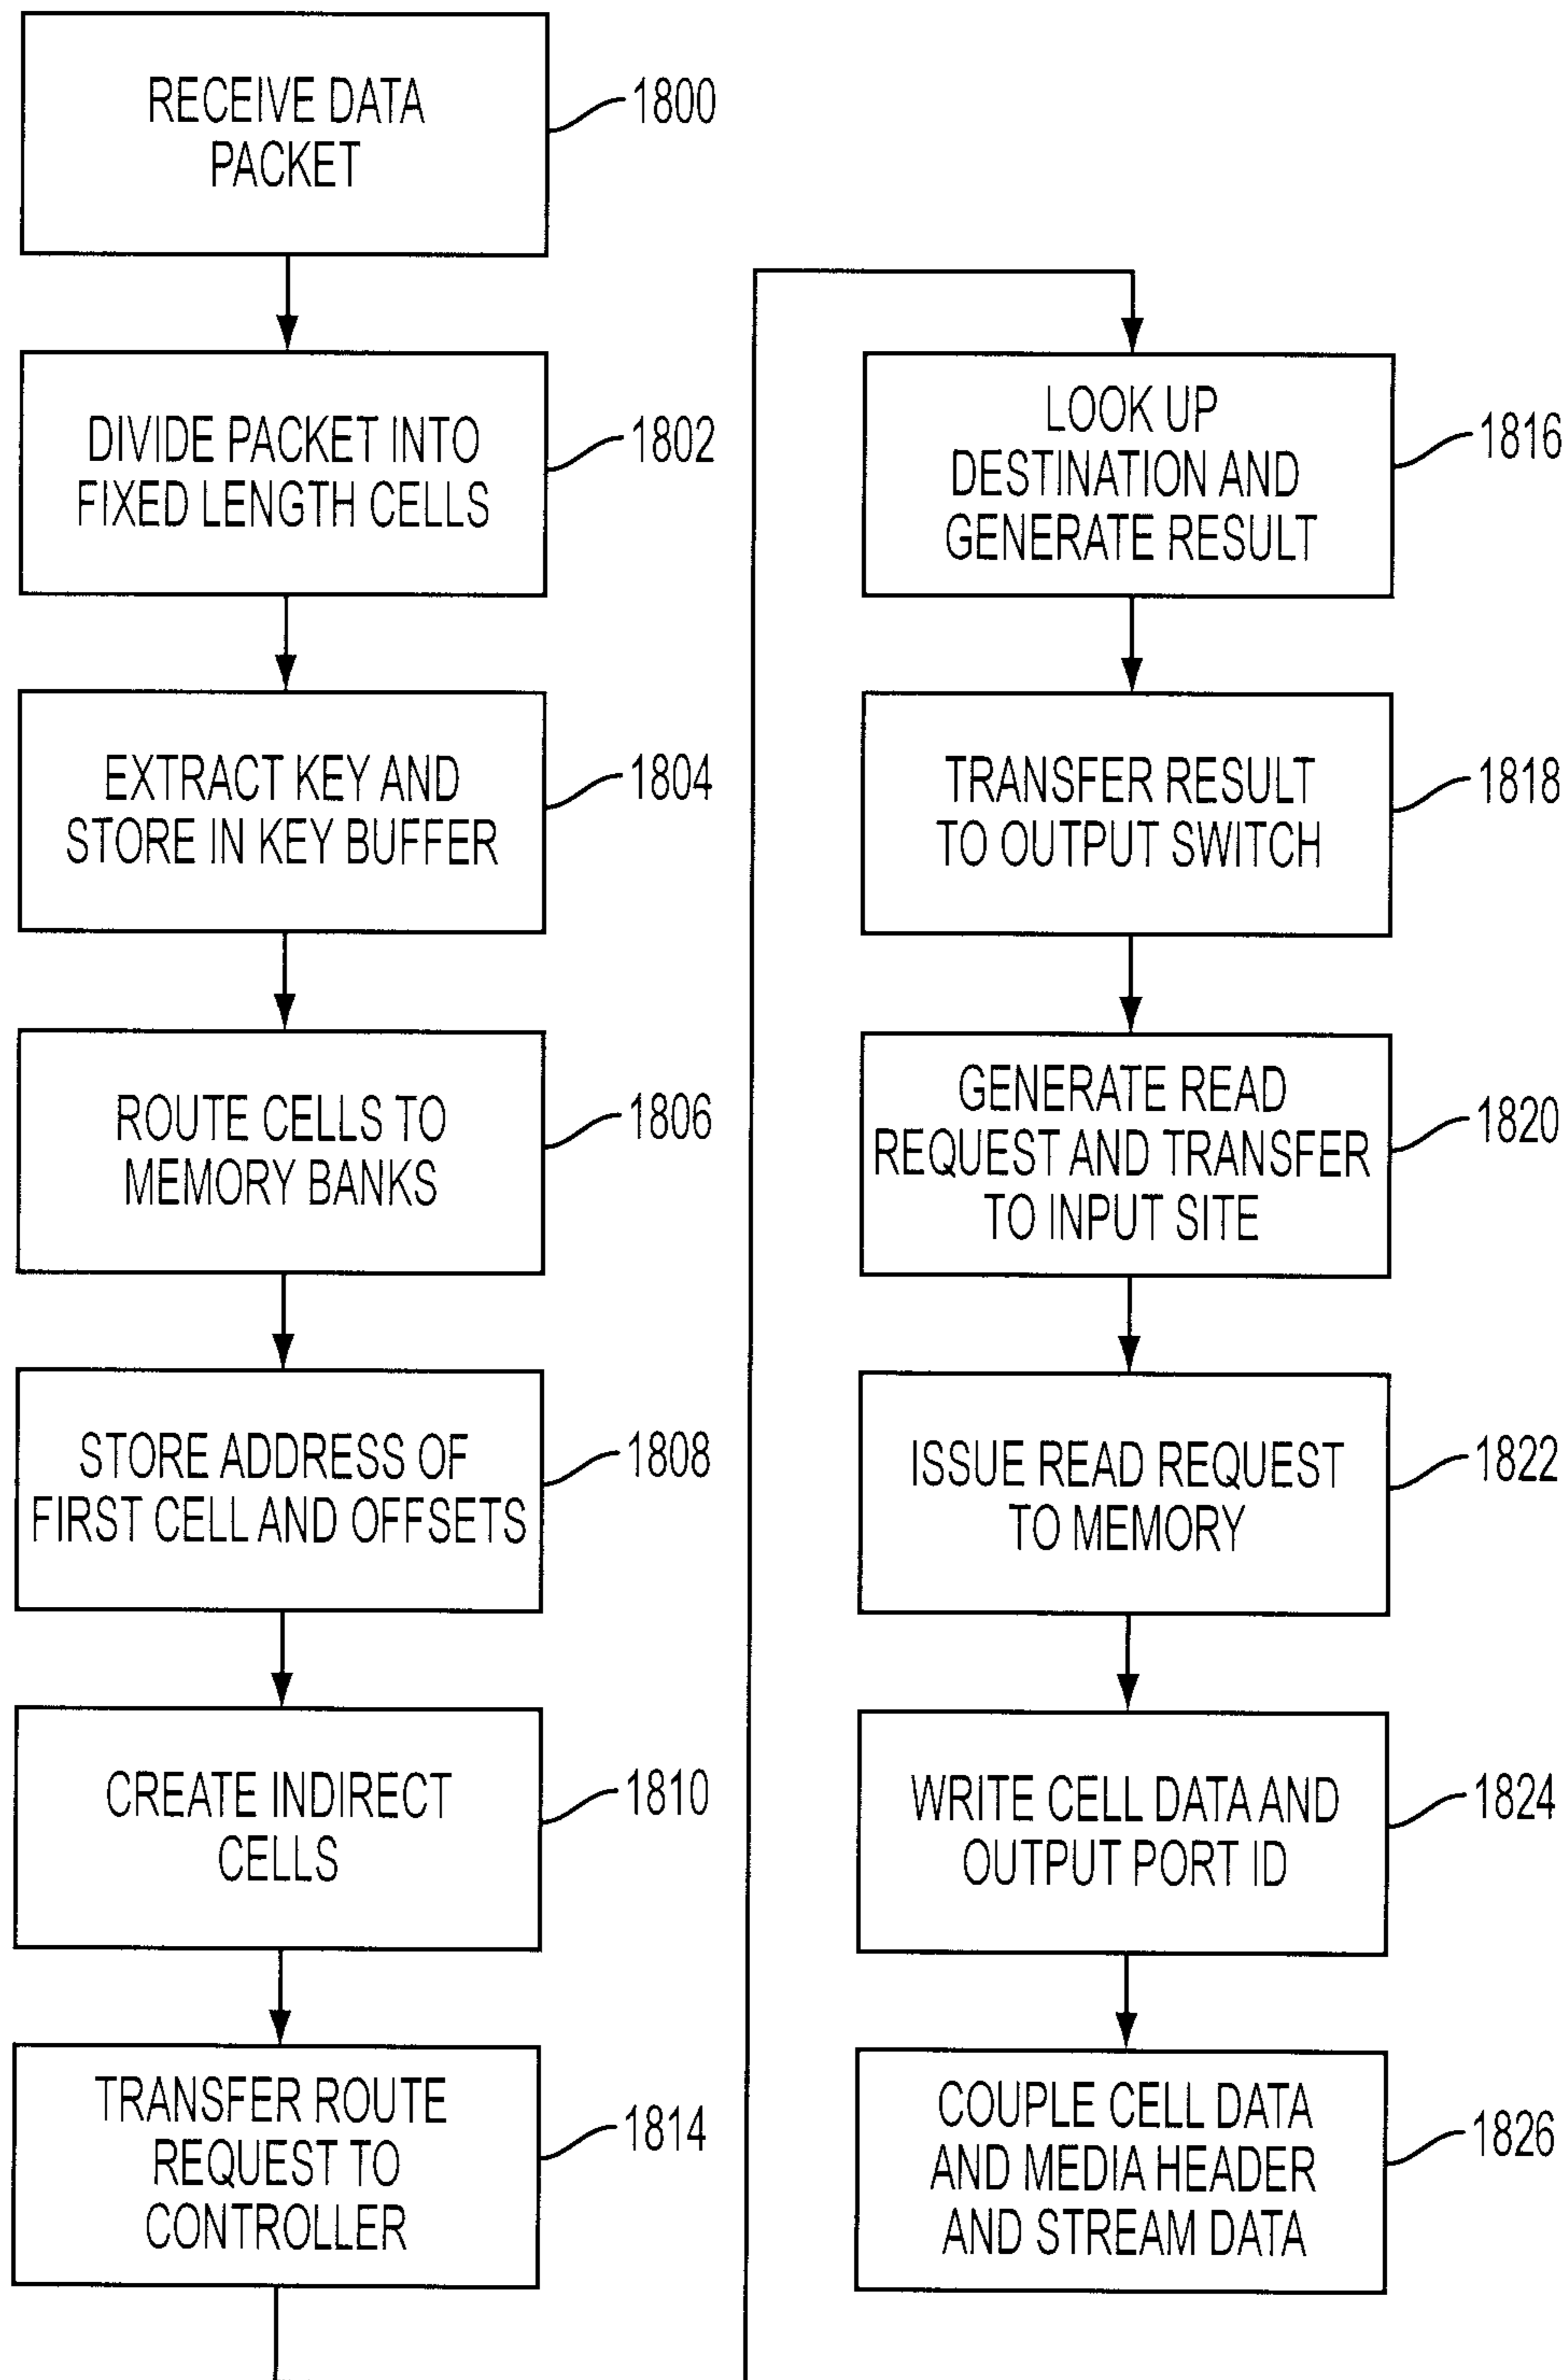 RECEIVE DATA
PACKET
1800
DIVIDE PACKET INTO
FIXED LENGTH CELLS
1802
EXTRACT KEY AND
STORE IN KEY BUFFER
1804
ROUTE CELLS TO
MEMORY BANKS
1806
STORE ADDRESS OF
FIRST CELL AND OFFSETS
1808
CREATE INDIRECT
CELLS
1810
TRANSFER ROUTE
REQUEST TO
CONTROLLER
1814
LOOK UP
DESTINATION AND
GENERATE RESULT
1816
TRANSFER RESULT
TO OUTPUT SWITCH
1818
GENERATE READ
REQUEST AND TRANSFER
TO INPUT SITE
1820
ISSUE READ REQUEST
TO MEMORY
1822
WRITE CELL DATA AND
OUTPUT PORT ID
1824
COUPLE CELL DATA
AND MEDIA HEADER
AND STREAM DATA
1826